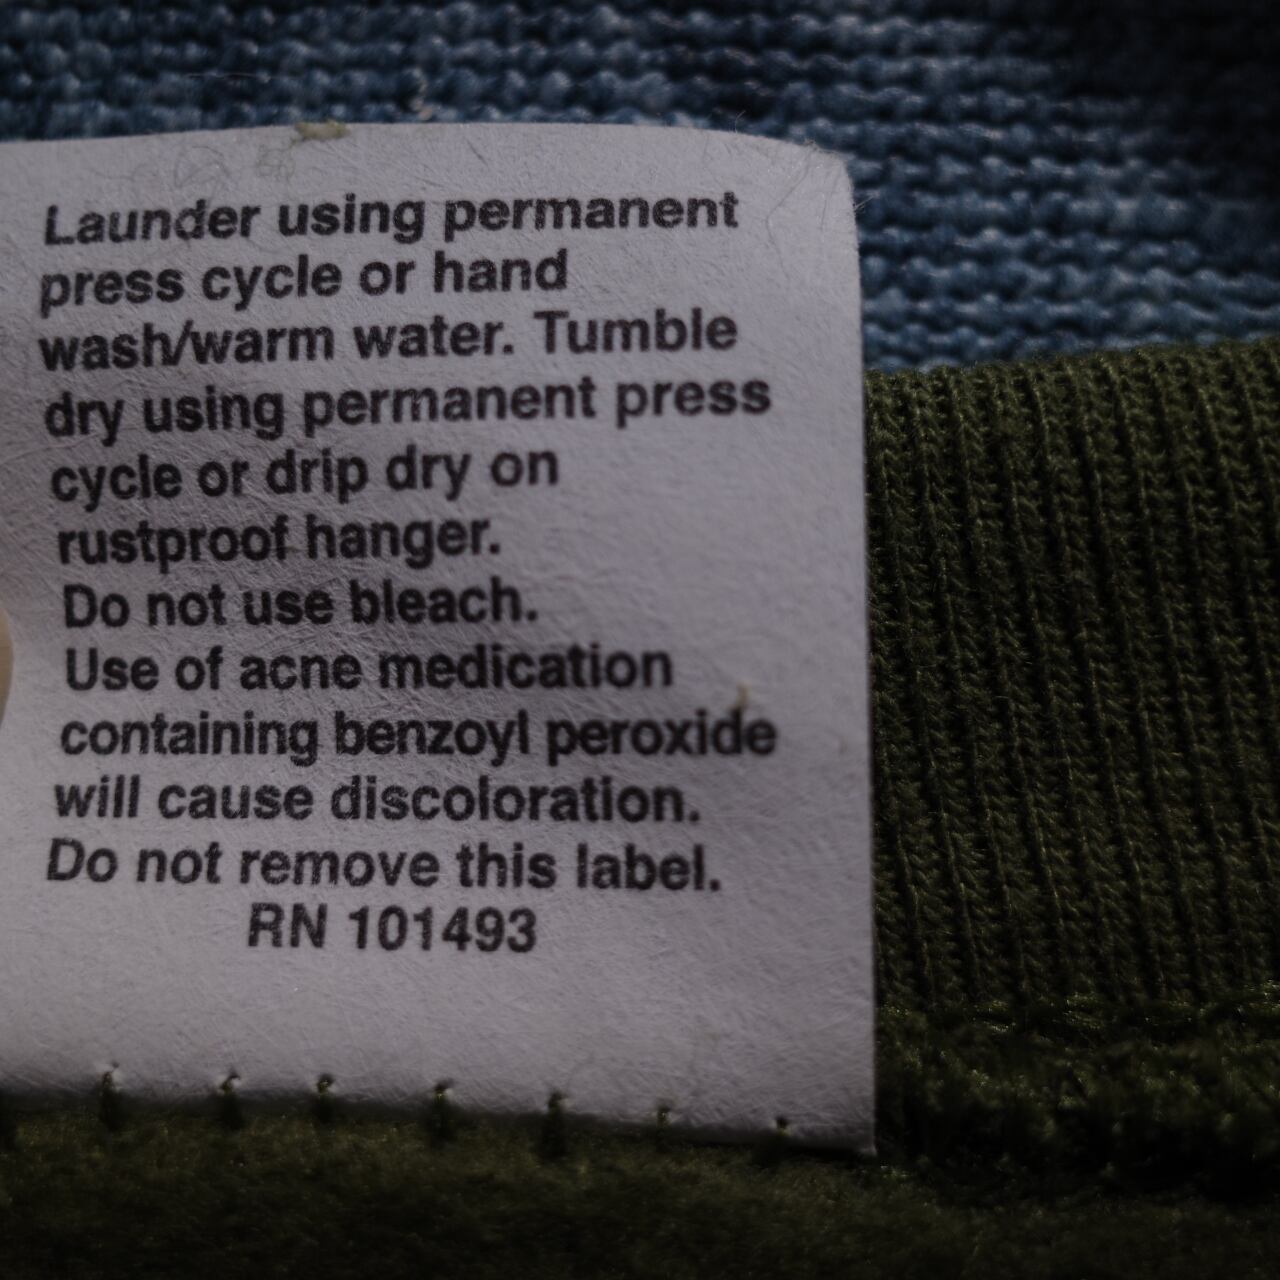 Launder using permanent
press cycle or hand
wash/warm water. Tumble
dry using permanent press
cycle or drip dry on
rustproof hanger.
Do not use bleach.
Use of acne medication
containing benzoyl peroxide
will cause discoloration.
Do not remove this label.
RN 101493